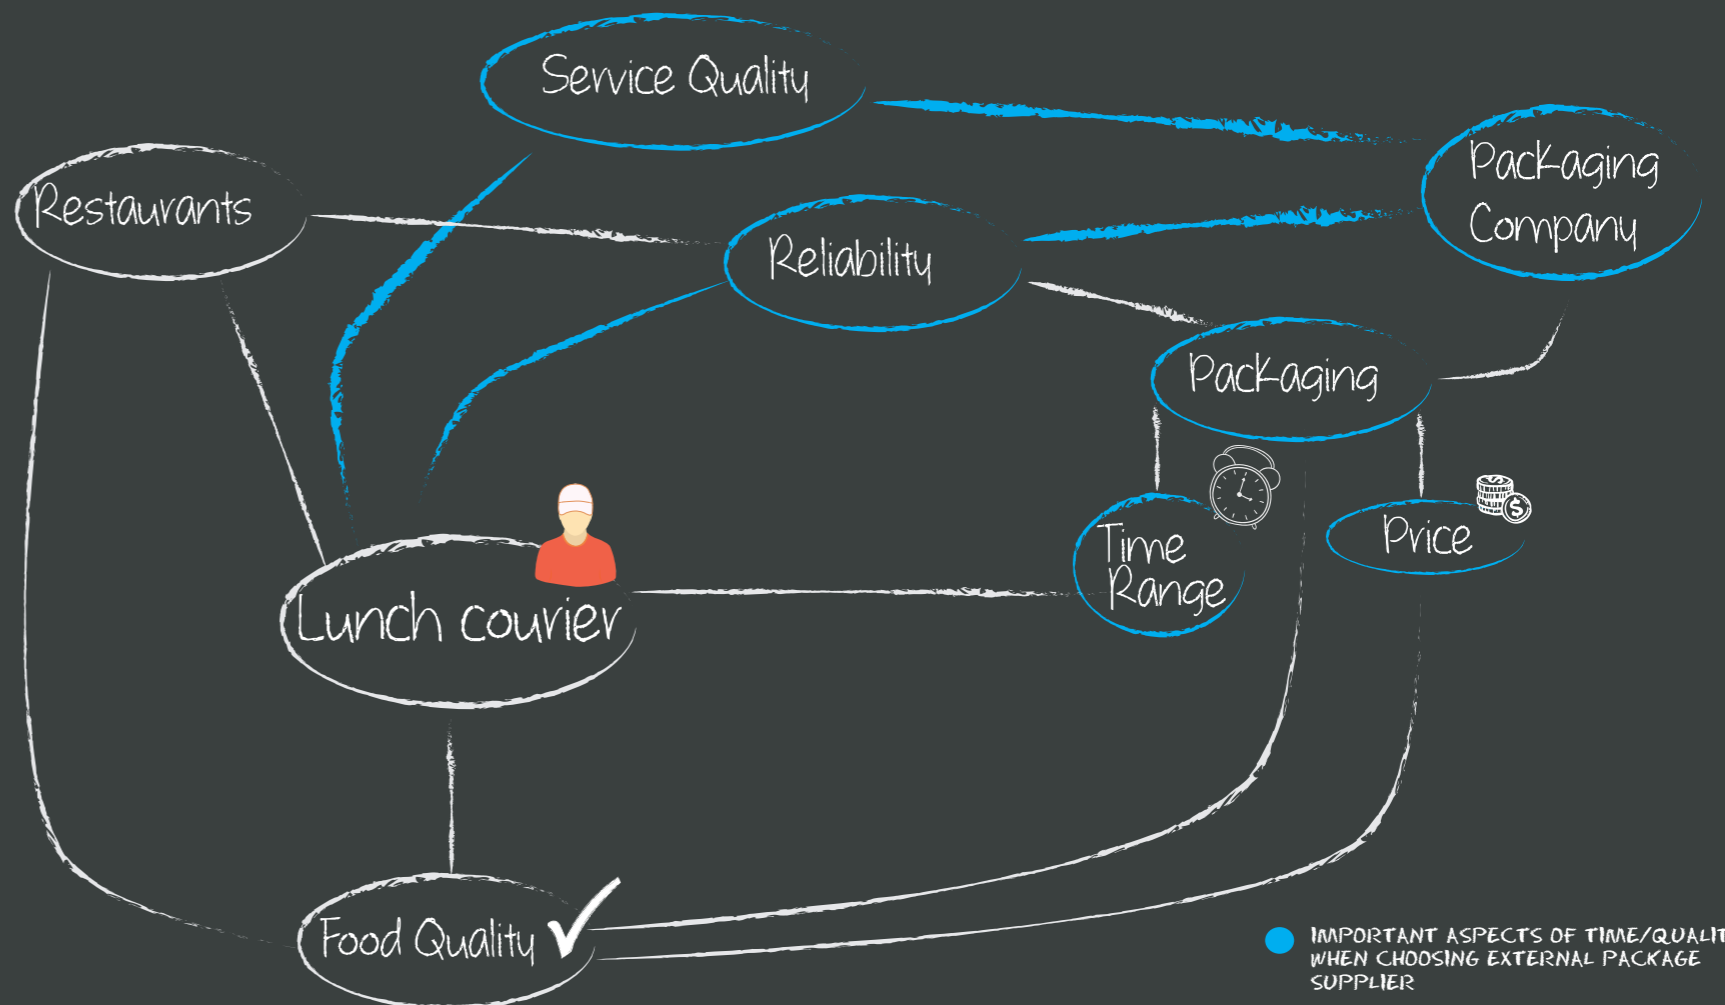 Service Quality
Packaging
Company
Restaurants
Reliability
Packaging
Time
Range
Price
$
Lunch courier
Food Quality
IMPORTANT ASPECTS OF TIME/QUALIT
WHEN CHOOSING EXTERNAL PACKAGE
SUPPLIER